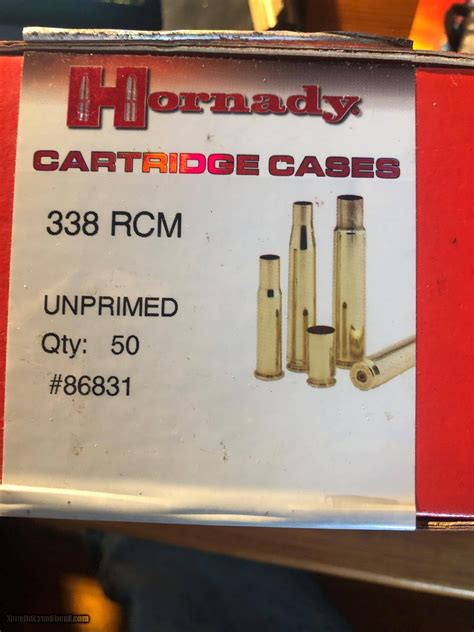 Hornady
CARTRIDGE CASES
338 RCM
UNPRIMED
Qty: 50
#86831